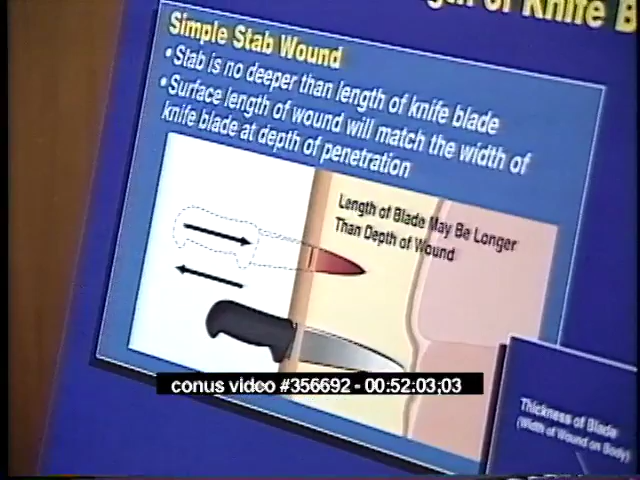 of Knife B
Simple Stab Wound
•Stab is no deeper than length of knife blade
•Surface length of wound will match the width of
knife blade at depth of penetration
Length of Blade May Be Longer
Than Depth of Wound
conus video #356692 - 00:52:03;03
Thickness of Blade
(Width of Wound on Body)